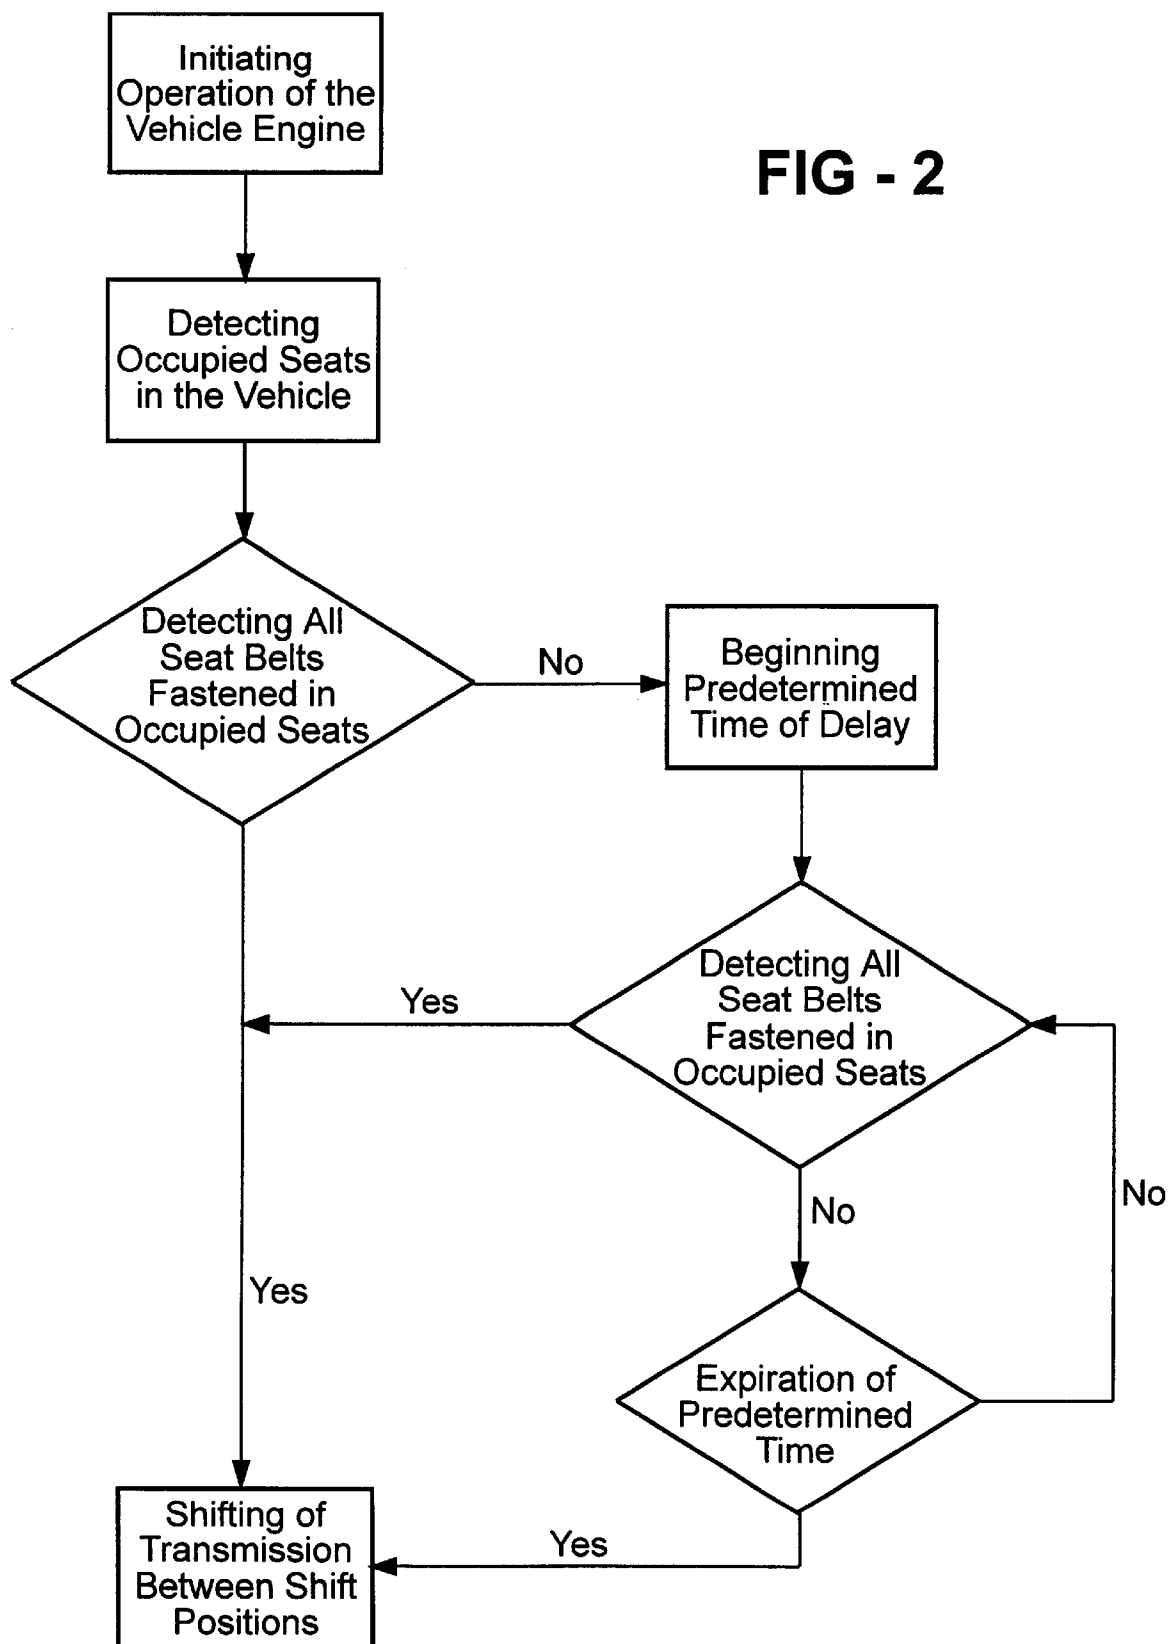 Initiating
Operation of the
Vehicle Engine
FIG - 2
Detecting
Occupied Seats
in the Vehicle
Detecting All
Seat Belts
Fastened in
Occupied Seats
No
Beginning
Predetermined
Time of Delay
Detecting All
Seat Belts
Fastened in
Occupied Seats
Yes
No
No
Yes
Expiration of
Predetermined
Time
Yes
Shifting of
Transmission
Between Shift
Positions